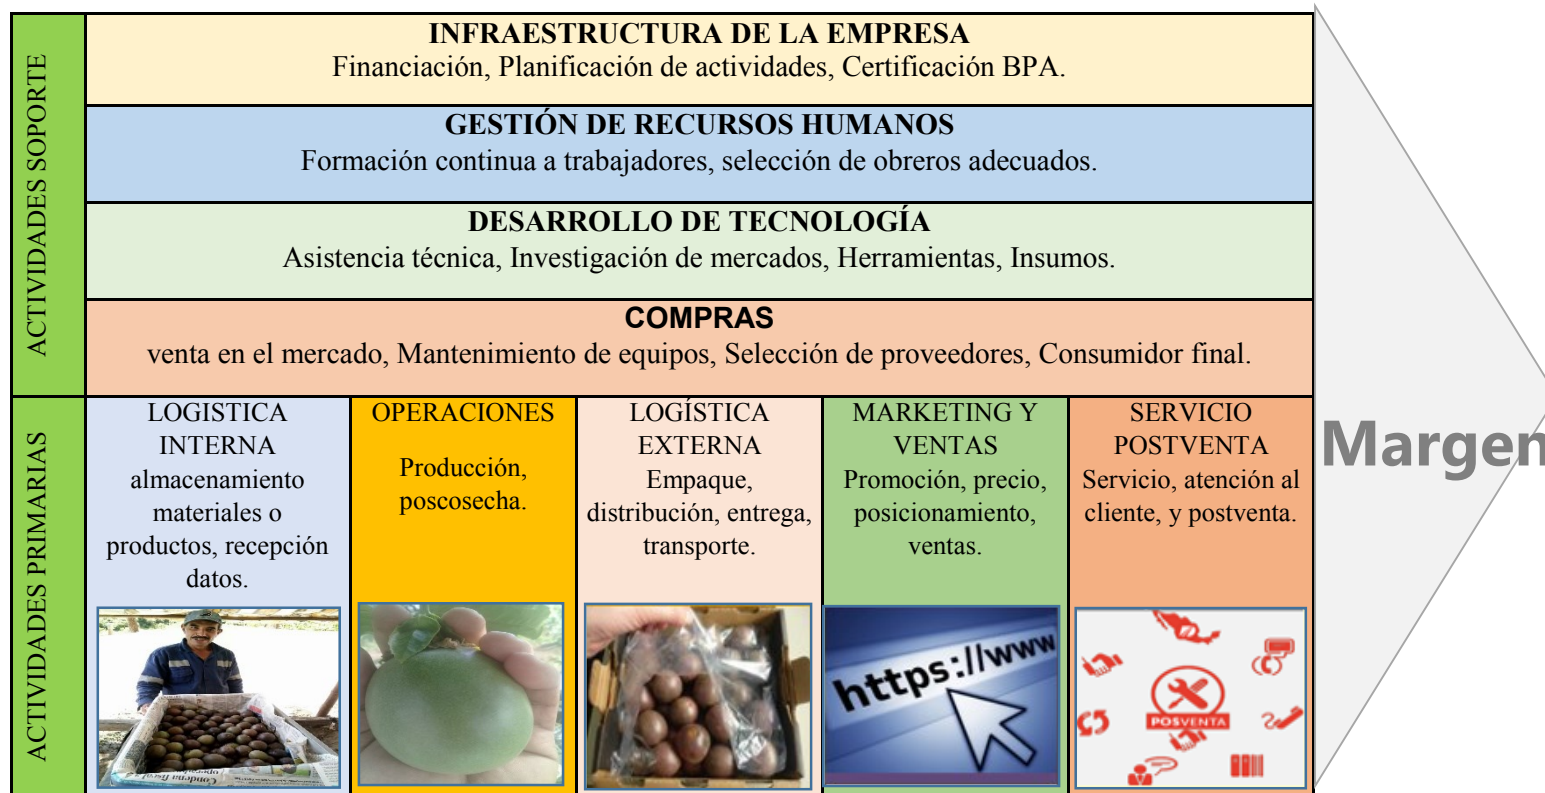 ACTIVIDADES SOPORTE
INFRAESTRUCTURA DE LA EMPRESA
Financiación, Planificación de actividades, Certificación BPA.
GESTIÓN DE RECURSOS HUMANOS
Formación continua a trabajadores, selección de obreros adecuados.
DESARROLLO DE TECNOLOGÍA
Asistencia técnica, Investigación de mercados, Herramientas, Insumos.
COMPRAS
venta en el mercado, Mantenimiento de equipos, Selección de proveedores, Consumidor final.
ACTIVIDADES PRIMARIAS
LOGISTICA
INTERNA
almacenamiento
materiales o
productos, recepción
datos.
OPERACIONES
Producción,
poscosecha.
LOGÍSTICA
EXTERNA
Empaque,
distribución, entrega,
transporte.
MARKETING Y
VENTAS
Promoción, precio,
posicionamiento,
ventas.
https://www
SERVICIO
POSTVENTA
Servicio, atención al
cliente, y postventa.
POSVENTA
Margen